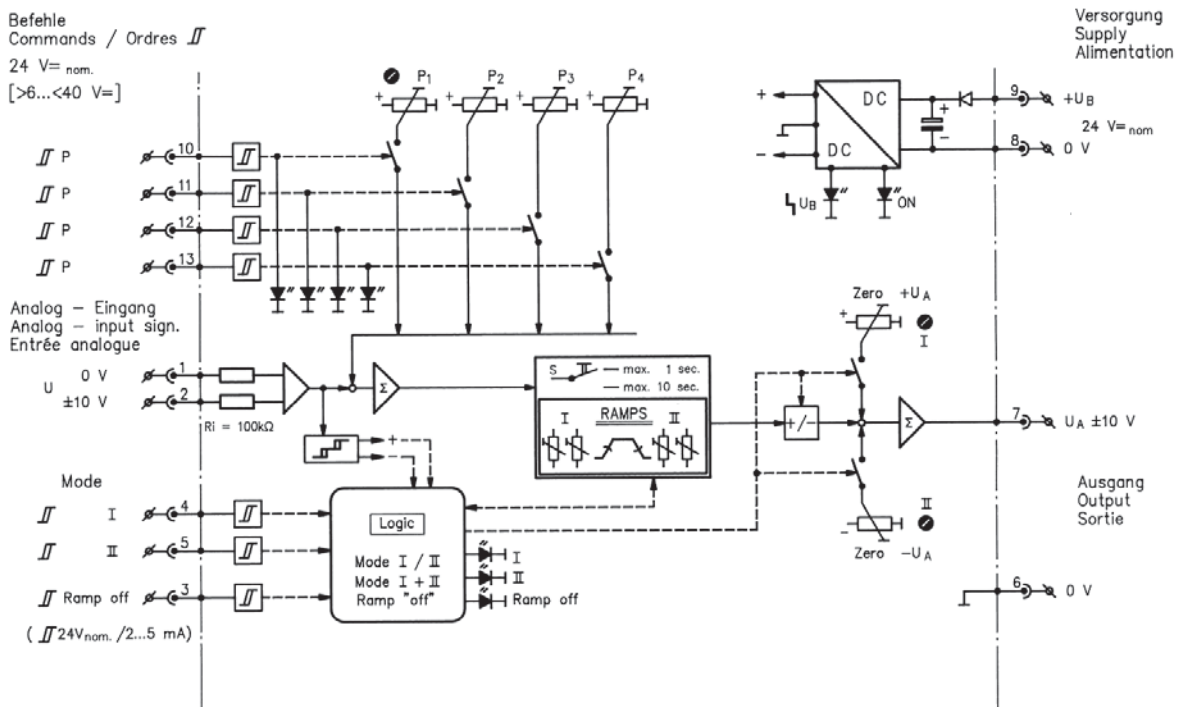 Befehle
Commands / Ordres
24 V= nom.
[>6...<40 V=]
P
P
P
P
10
11
12
13
P1
P2
P3
P4
+
+
+
+
Versorgung
Supply
Alimentation
+
-
DC
DC
+
-
9
8
+UB
24 V= nom
0 V
UB
ON
Analog – Eingang
Analog – input sign.
Entrée analogue
U
0 V
±10 V
1
2
Ri = 100kΩ
Σ
+
-
S
II
max. 1 sec.
max. 10 sec.
I
RAMPS
II
+/-
Zero +UA
+
I
Σ
7
UA ±10 V
II
-
Zero -UA
Ausgang
Output
Sortie
6
0 V
Mode
I
II
Ramp off
4
5
3
(24Vnom./2...5 mA)
Logic
Mode I / II
Mode I + II
Ramp "off"
I
II
Ramp off